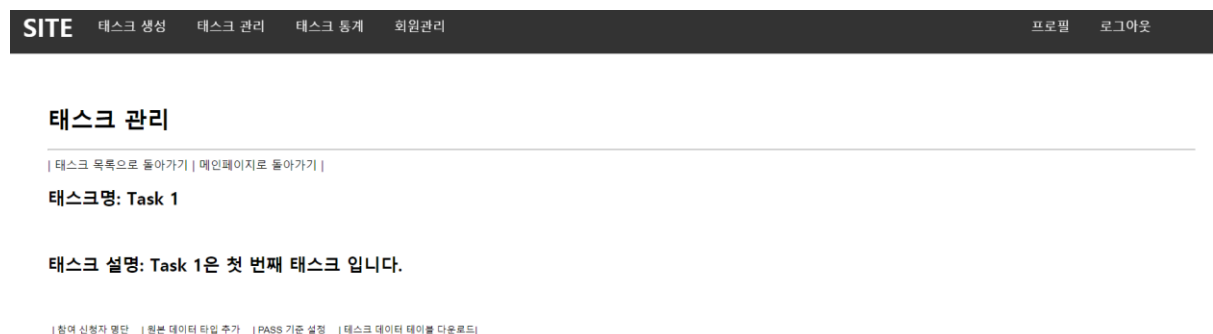 SITE 태스크 생성 태스크 관리 태스크 통계 회원관리 프로필 로그아웃
태스크 관리
| 태스크 목록으로 돌아가기 | 메인페이지로 돌아가기 |
태스크명: Task 1
태스크 설명: Task 1은 첫 번째 태스크 입니다.
| 참여 신청자 명단 | 원본 데이터 타입 추가 | PASS 기준 설정 | 테스크 데이터 테이블 다운로드|